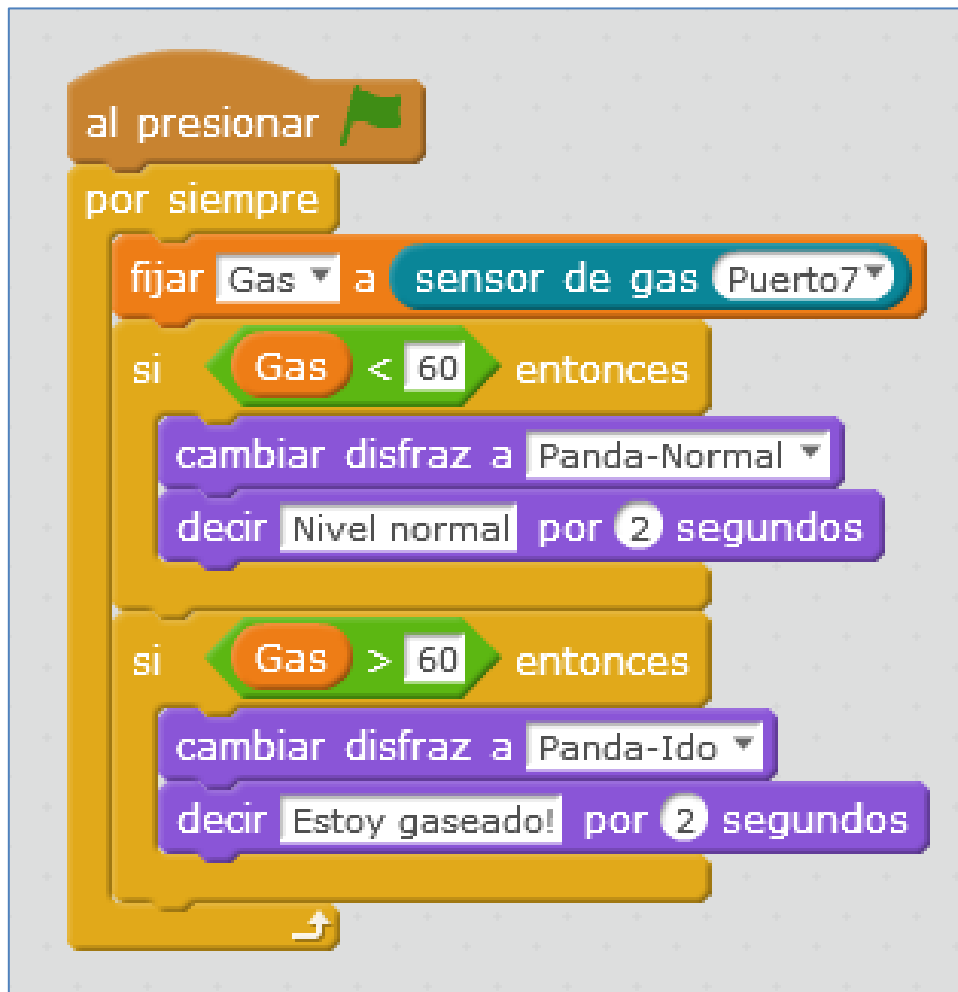 al presionar
por siempre
fijar Gas a sensor de gas Puerto7
si Gas < 60 entonces
cambiar disfraz a Panda-Normal
decir Nivel normal por 2 segundos
si Gas > 60 entonces
cambiar disfraz a Panda-Ido
decir Estoy gaseado! por 2 segundos